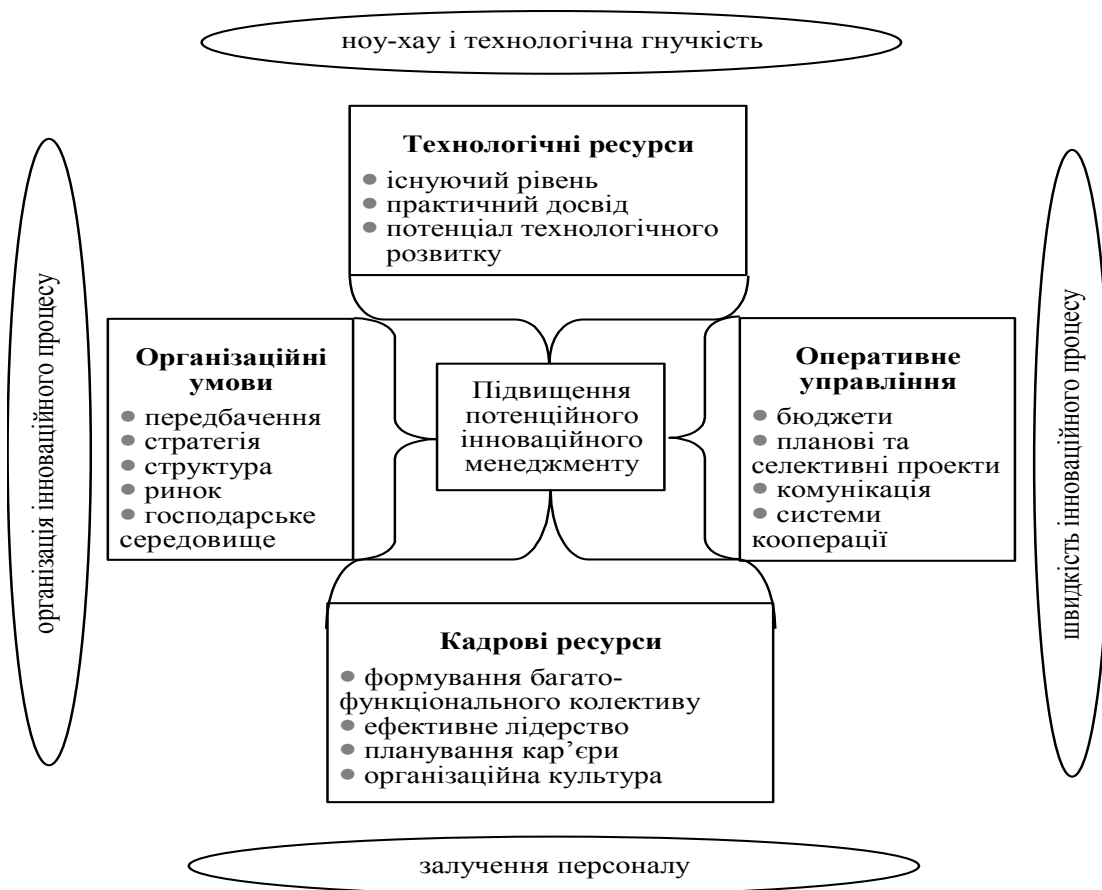 ноу-хау і технологічна гнучкість
Технологічні ресурси
• існуючий рівень
• практичний досвід
• потенціал технологічного
розвитку
організація інноваційного процесу
Організаційні
умови
• передбачення
• стратегія
• структура
• ринок
• господарське
середовище
Підвищення
потенційного
інноваційного
менеджменту
Оперативне
управління
• бюджети
• планові та
селективні проекти
• комунікація
• системи
кооперації
швидкість інноваційного процесу
Кадрові ресурси
• формування багато-
функціонального колективу
• ефективне лідерство
• планування кар’єри
• організаційна культура
залучення персоналу